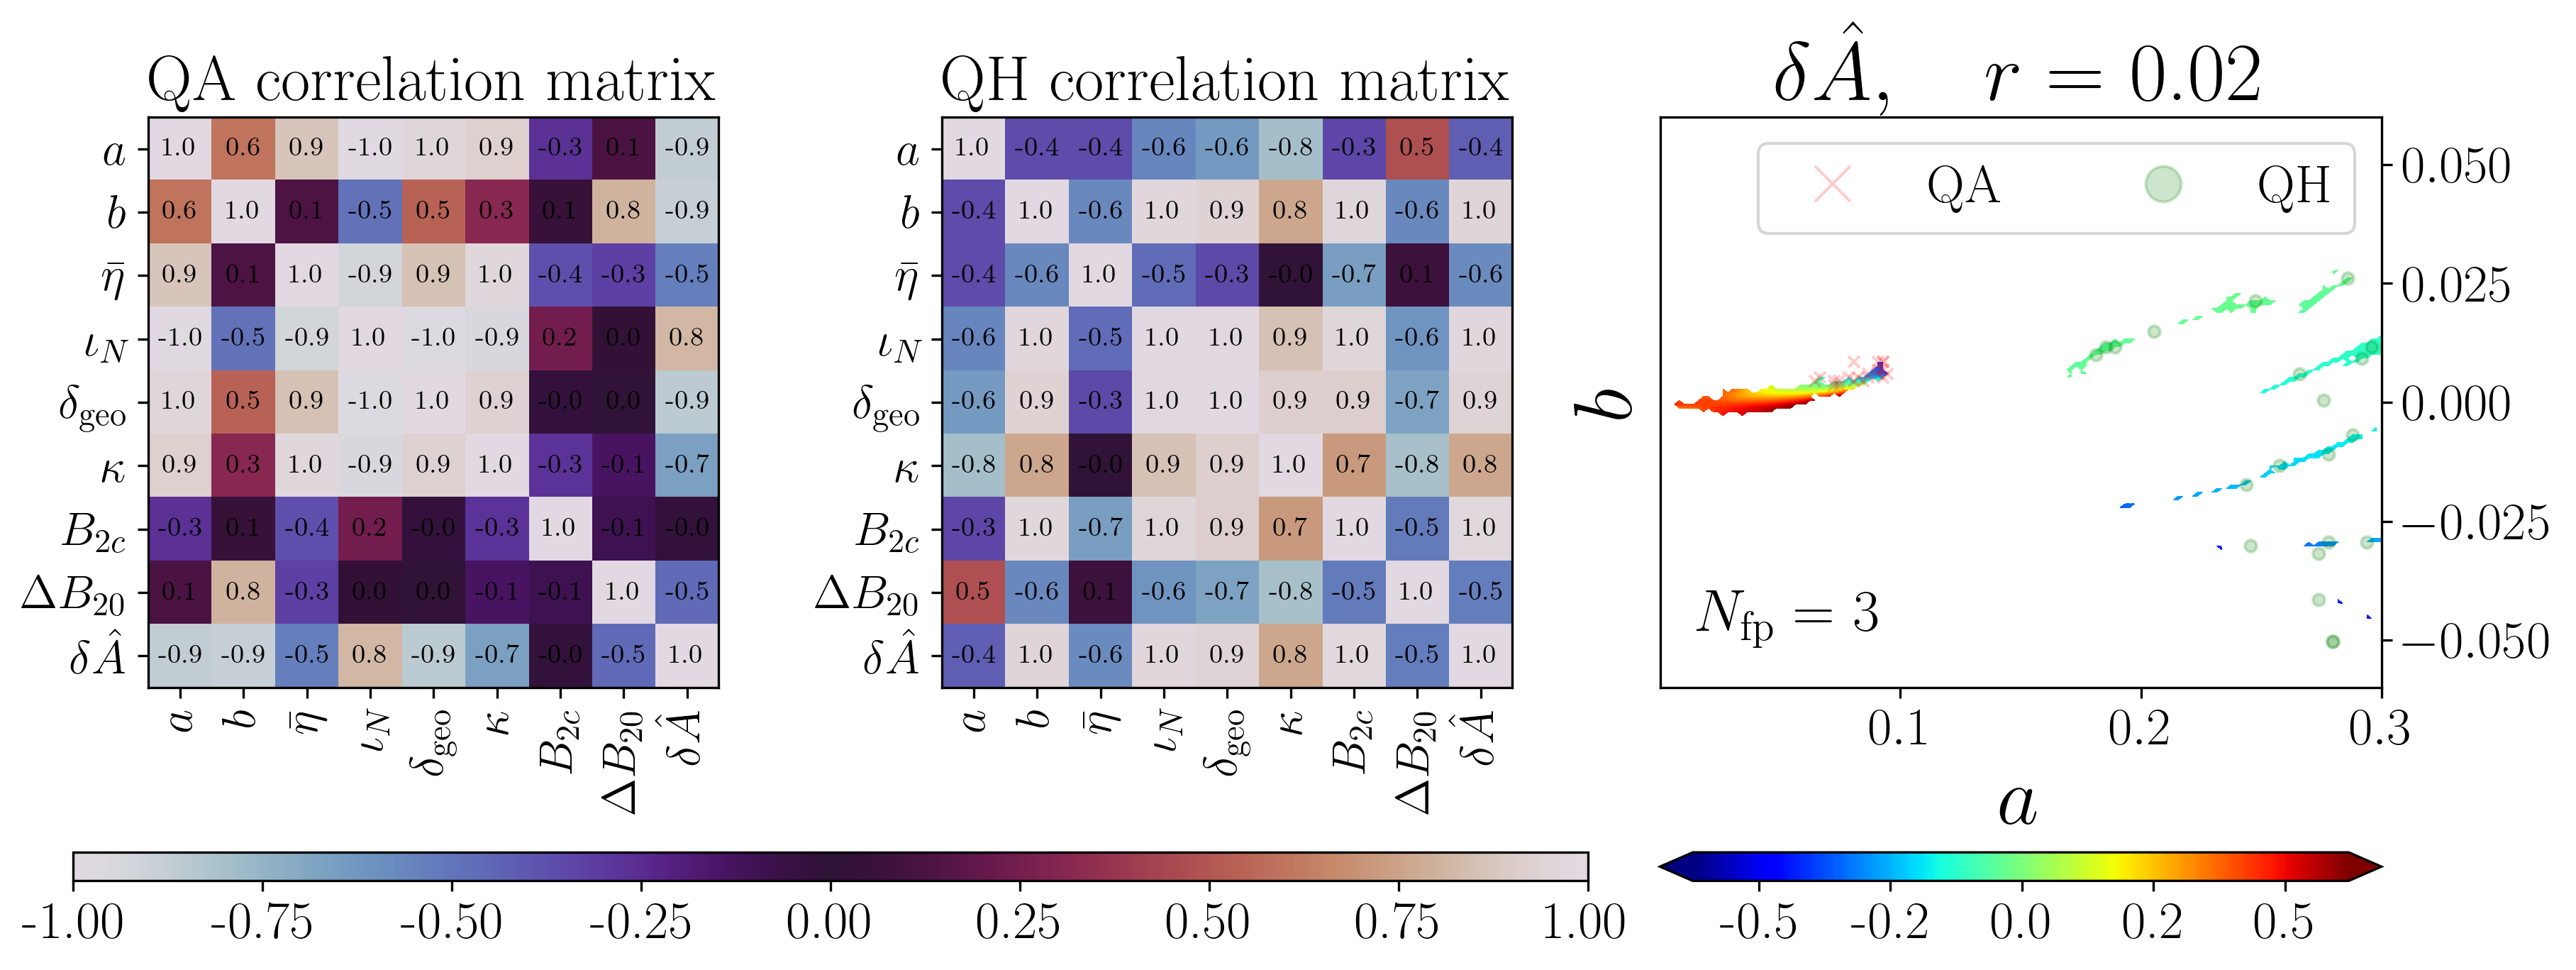 QA correlation matrix
a 1.0 0.6 0.9 -1.0 1.0 0.9 -0.3 0.1 -0.9
b 0.6 1.0 0.1 -0.5 0.5 0.3 0.1 0.8 -0.9
η̄ 0.9 0.1 1.0 -0.9 0.9 1.0 -0.4 -0.3 -0.5
ι_N -1.0 -0.5 -0.9 1.0 -1.0 -0.9 0.2 0.0 0.8
δ_geo 1.0 0.5 0.9 -1.0 1.0 0.9 -0.0 0.0 -0.9
κ 0.9 0.3 1.0 -0.9 0.9 1.0 -0.3 -0.1 -0.7
B_2c -0.3 0.1 -0.4 0.2 -0.0 -0.3 1.0 -0.1 -0.0
ΔB_20 0.1 0.8 -0.3 0.0 0.0 -0.1 -0.1 1.0 -0.5
δÂ -0.9 -0.9 -0.5 0.8 -0.9 -0.7 -0.0 -0.5 1.0
a b η̄ ι_N δ_geo κ B_2c ΔB_20 δÂ
QH correlation matrix
a 1.0 -0.4 -0.4 -0.6 -0.6 -0.8 -0.3 0.5 -0.4
b -0.4 1.0 -0.6 1.0 0.9 0.8 1.0 -0.6 1.0
η̄ -0.4 -0.6 1.0 -0.5 -0.3 -0.0 -0.7 0.1 -0.6
ι_N -0.6 1.0 -0.5 1.0 1.0 0.9 1.0 -0.6 1.0
δ_geo -0.6 0.9 -0.3 1.0 1.0 0.9 0.9 -0.7 0.9
κ -0.8 0.8 -0.0 0.9 0.9 1.0 0.7 -0.8 0.8
B_2c -0.3 1.0 -0.7 1.0 0.9 0.7 1.0 -0.5 1.0
ΔB_20 0.5 -0.6 0.1 -0.6 -0.7 -0.8 -0.5 1.0 -0.5
δÂ -0.4 1.0 -0.6 1.0 0.9 0.8 1.0 -0.5 1.0
a b η̄ ι_N δ_geo κ B_2c ΔB_20 δÂ
-1.00 -0.75 -0.50 -0.25 0.00 0.25 0.50 0.75 1.00
δÂ, r = 0.02
QA QH
0.050
0.025
0.000
−0.025
−0.050
b
N_fp = 3
0.1 0.2 0.3
a
-0.5 -0.2 0.0 0.2 0.5